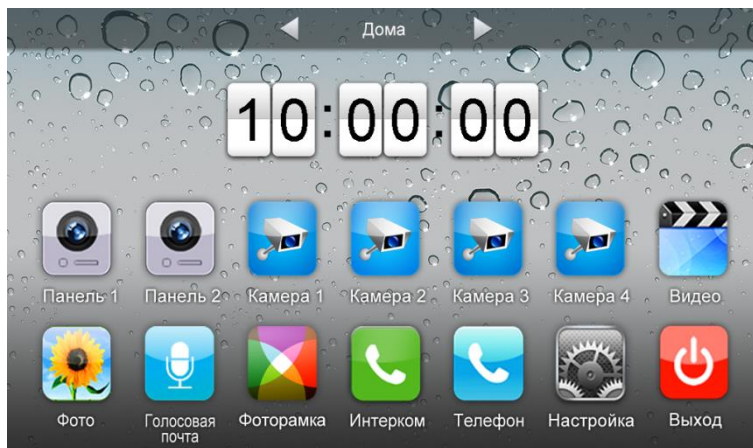 Дома
10:00:00
Панель 1 Панель 2 Камера 1 Камера 2 Камера 3 Камера 4 Видео
Фото Голосовая почта Фоторамка Интерком Телефон Настройка Выход